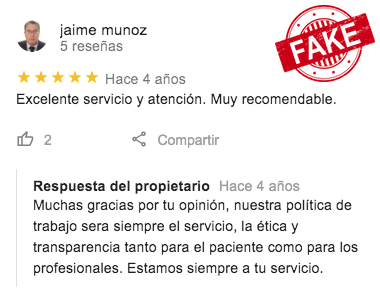 jaime munoz
5 reseñas
FAKE
Hace 4 años
Excelente servicio y atención. Muy recomendable.
2
Compartir
Respuesta del propietario Hace 4 años
Muchas gracias por tu opinión, nuestra política de
trabajo sera siempre el servicio, la ética y
transparencia tanto para el paciente como para los
profesionales. Estamos siempre a tu servicio.